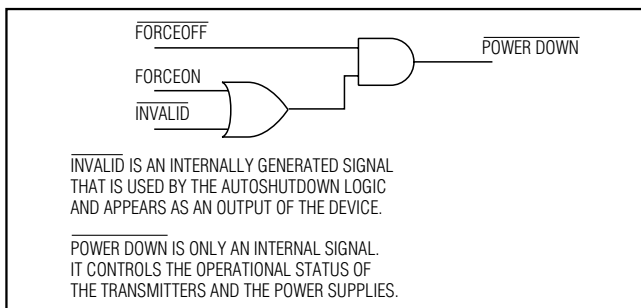 FORCEOFF
POWER DOWN
FORCEON
INVALID
INVALID IS AN INTERNALLY GENERATED SIGNAL
THAT IS USED BY THE AUTOSHUTDOWN LOGIC
AND APPEARS AS AN OUTPUT OF THE DEVICE.
POWER DOWN IS ONLY AN INTERNAL SIGNAL.
IT CONTROLS THE OPERATIONAL STATUS OF
THE TRANSMITTERS AND THE POWER SUPPLIES.